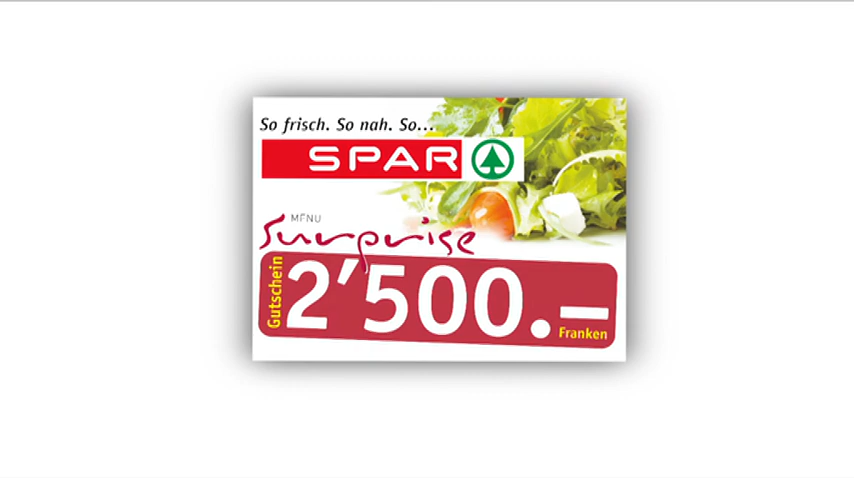 So frisch. So nah. So...
SPAR
MENU
Surprise
Gutschein
2’500.–
Franken